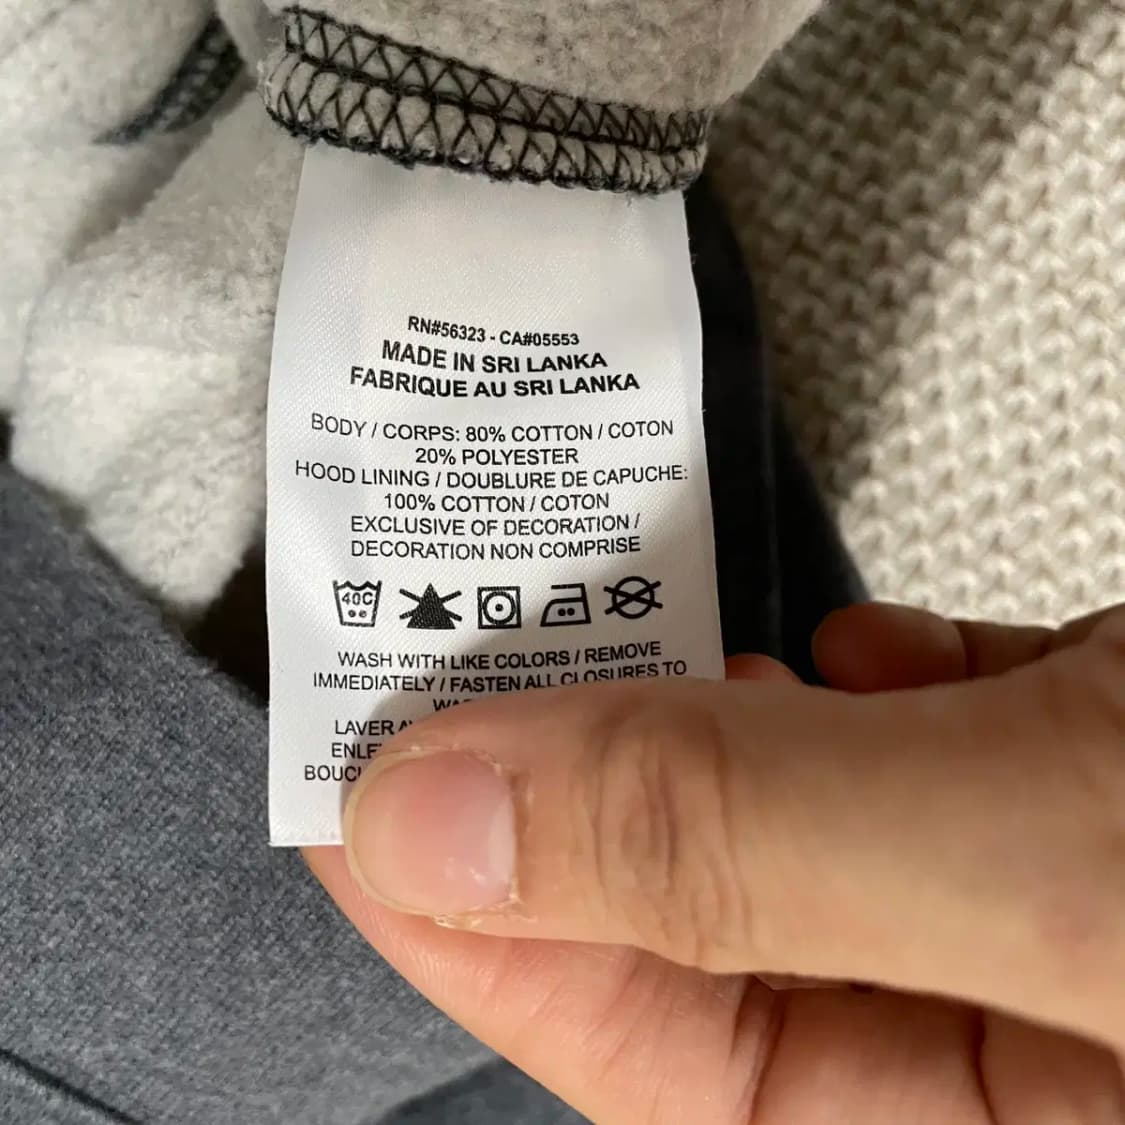 RN#56323 - CA#05553
MADE IN SRI LANKA
FABRIQUE AU SRI LANKA
BODY / CORPS: 80% COTTON / COTON
20% POLYESTER
HOOD LINING / DOUBLURE DE CAPUCHE:
100% COTTON / COTON
EXCLUSIVE OF DECORATION /
DECORATION NON COMPRISE
40C
WASH WITH LIKE COLORS / REMOVE
IMMEDIATELY / FASTEN ALL CLOSURES TO
LAVER